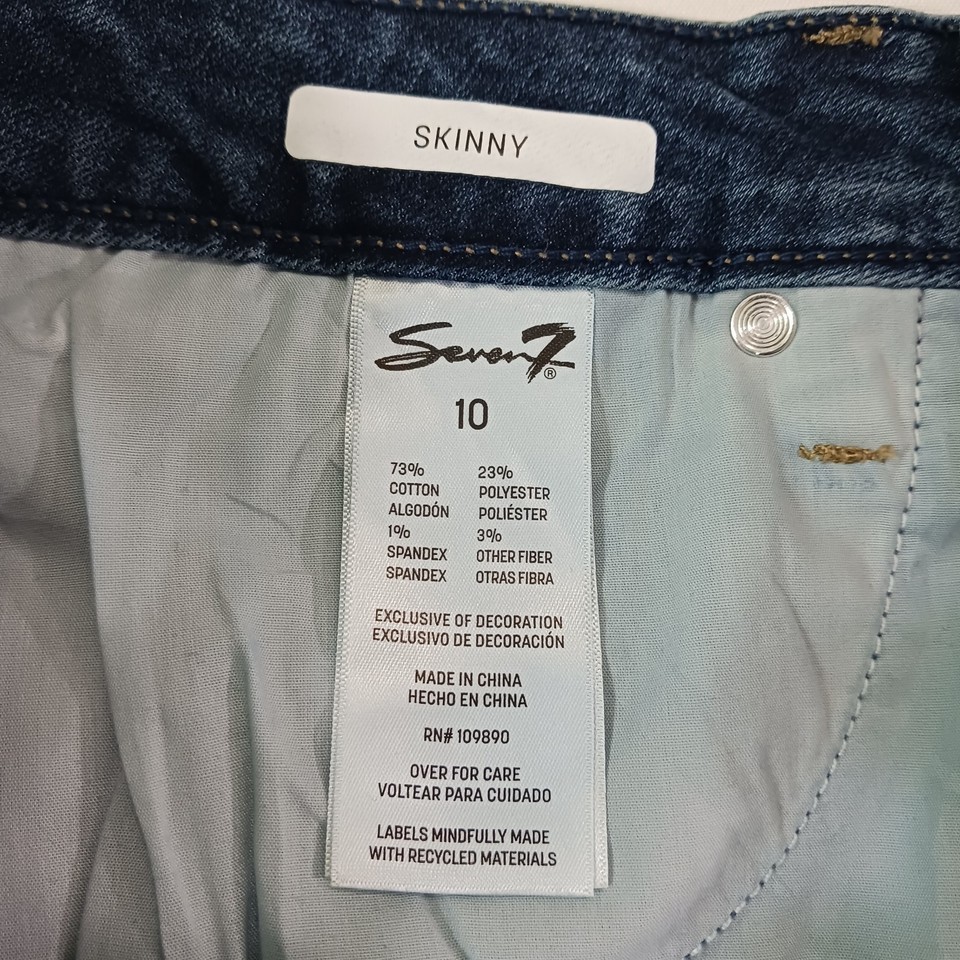 SKINNY
Seven7®
10
73% 23%
COTTON POLYESTER
ALGODÓN POLIÉSTER
1% 3%
SPANDEX OTHER FIBER
SPANDEX OTRAS FIBRA
EXCLUSIVE OF DECORATION
EXCLUSIVO DE DECORACIÓN
MADE IN CHINA
HECHO EN CHINA
RN# 109890
OVER FOR CARE
VOLTEAR PARA CUIDADO
LABELS MINDFULLY MADE
WITH RECYCLED MATERIALS